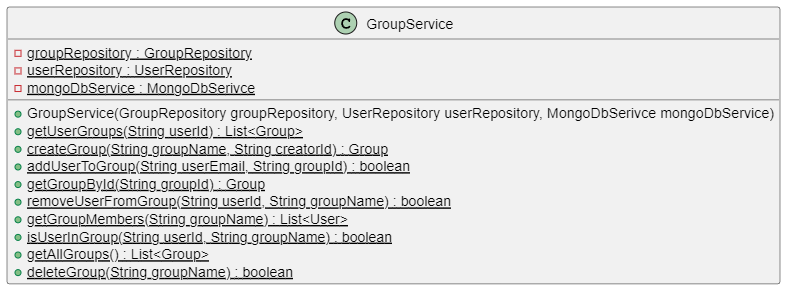 C GroupService
groupRepository : GroupRepository
userRepository : UserRepository
mongoDbService : MongoDbSerivce
GroupService(GroupRepository groupRepository, UserRepository userRepository, MongoDbSerivce mongoDbService)
getUserGroups(String userId) : List<Group>
createGroup(String groupName, String creatorId) : Group
addUserToGroup(String userEmail, String groupId) : boolean
getGroupById(String groupId) : Group
removeUserFromGroup(String userId, String groupName) : boolean
getGroupMembers(String groupName) : List<User>
isUserInGroup(String userId, String groupName) : boolean
getAllGroups() : List<Group>
deleteGroup(String groupName) : boolean